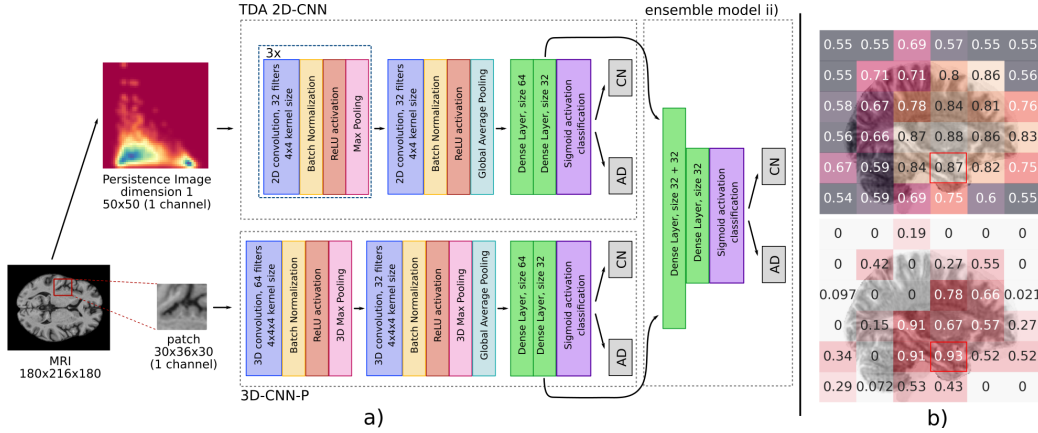 TDA 2D-CNN
ensemble model ii)
3x
2D convolution, 32 filters
4x4 kernel size
Batch Normalization
ReLU activation
Max Pooling
2D convolution, 32 filters
4x4 kernel size
Batch Normalization
ReLU activation
Global Average Pooling
Dense Layer, size 64
Dense Layer, size 32
Sigmoid activation
classification
CN
AD
Persistence Image
dimension 1
50x50 (1 channel)
Dense Layer, size 32 + 32
Dense Layer, size 32
Sigmoid activation
classification
CN
AD
MRI
180x216x180
patch
30x36x30
(1 channel)
3D convolution, 64 filters
4x4x4 kernel size
Batch Normalization
ReLU activation
3D Max Pooling
3D convolution, 32 filters
4x4x4 kernel size
Batch Normalization
ReLU activation
3D Max Pooling
Global Average Pooling
Dense Layer, size 64
Dense Layer, size 32
Sigmoid activation
classification
CN
AD
3D-CNN-P
a)
0.55 0.55 0.69 0.57 0.55 0.55
0.55 0.71 0.71 0.8 0.86 0.56
0.58 0.67 0.78 0.84 0.81 0.76
0.56 0.66 0.87 0.88 0.86 0.83
0.67 0.59 0.84 0.87 0.82 0.75
0.54 0.59 0.69 0.75 0.6 0.55
0 0 0.19 0 0 0
0 0.42 0 0.27 0.55 0
0.097 0 0 0.78 0.66 0.021
0 0.15 0.91 0.67 0.57 0.27
0.34 0 0.91 0.93 0.52 0.52
0.29 0.072 0.53 0.43 0 0
b)